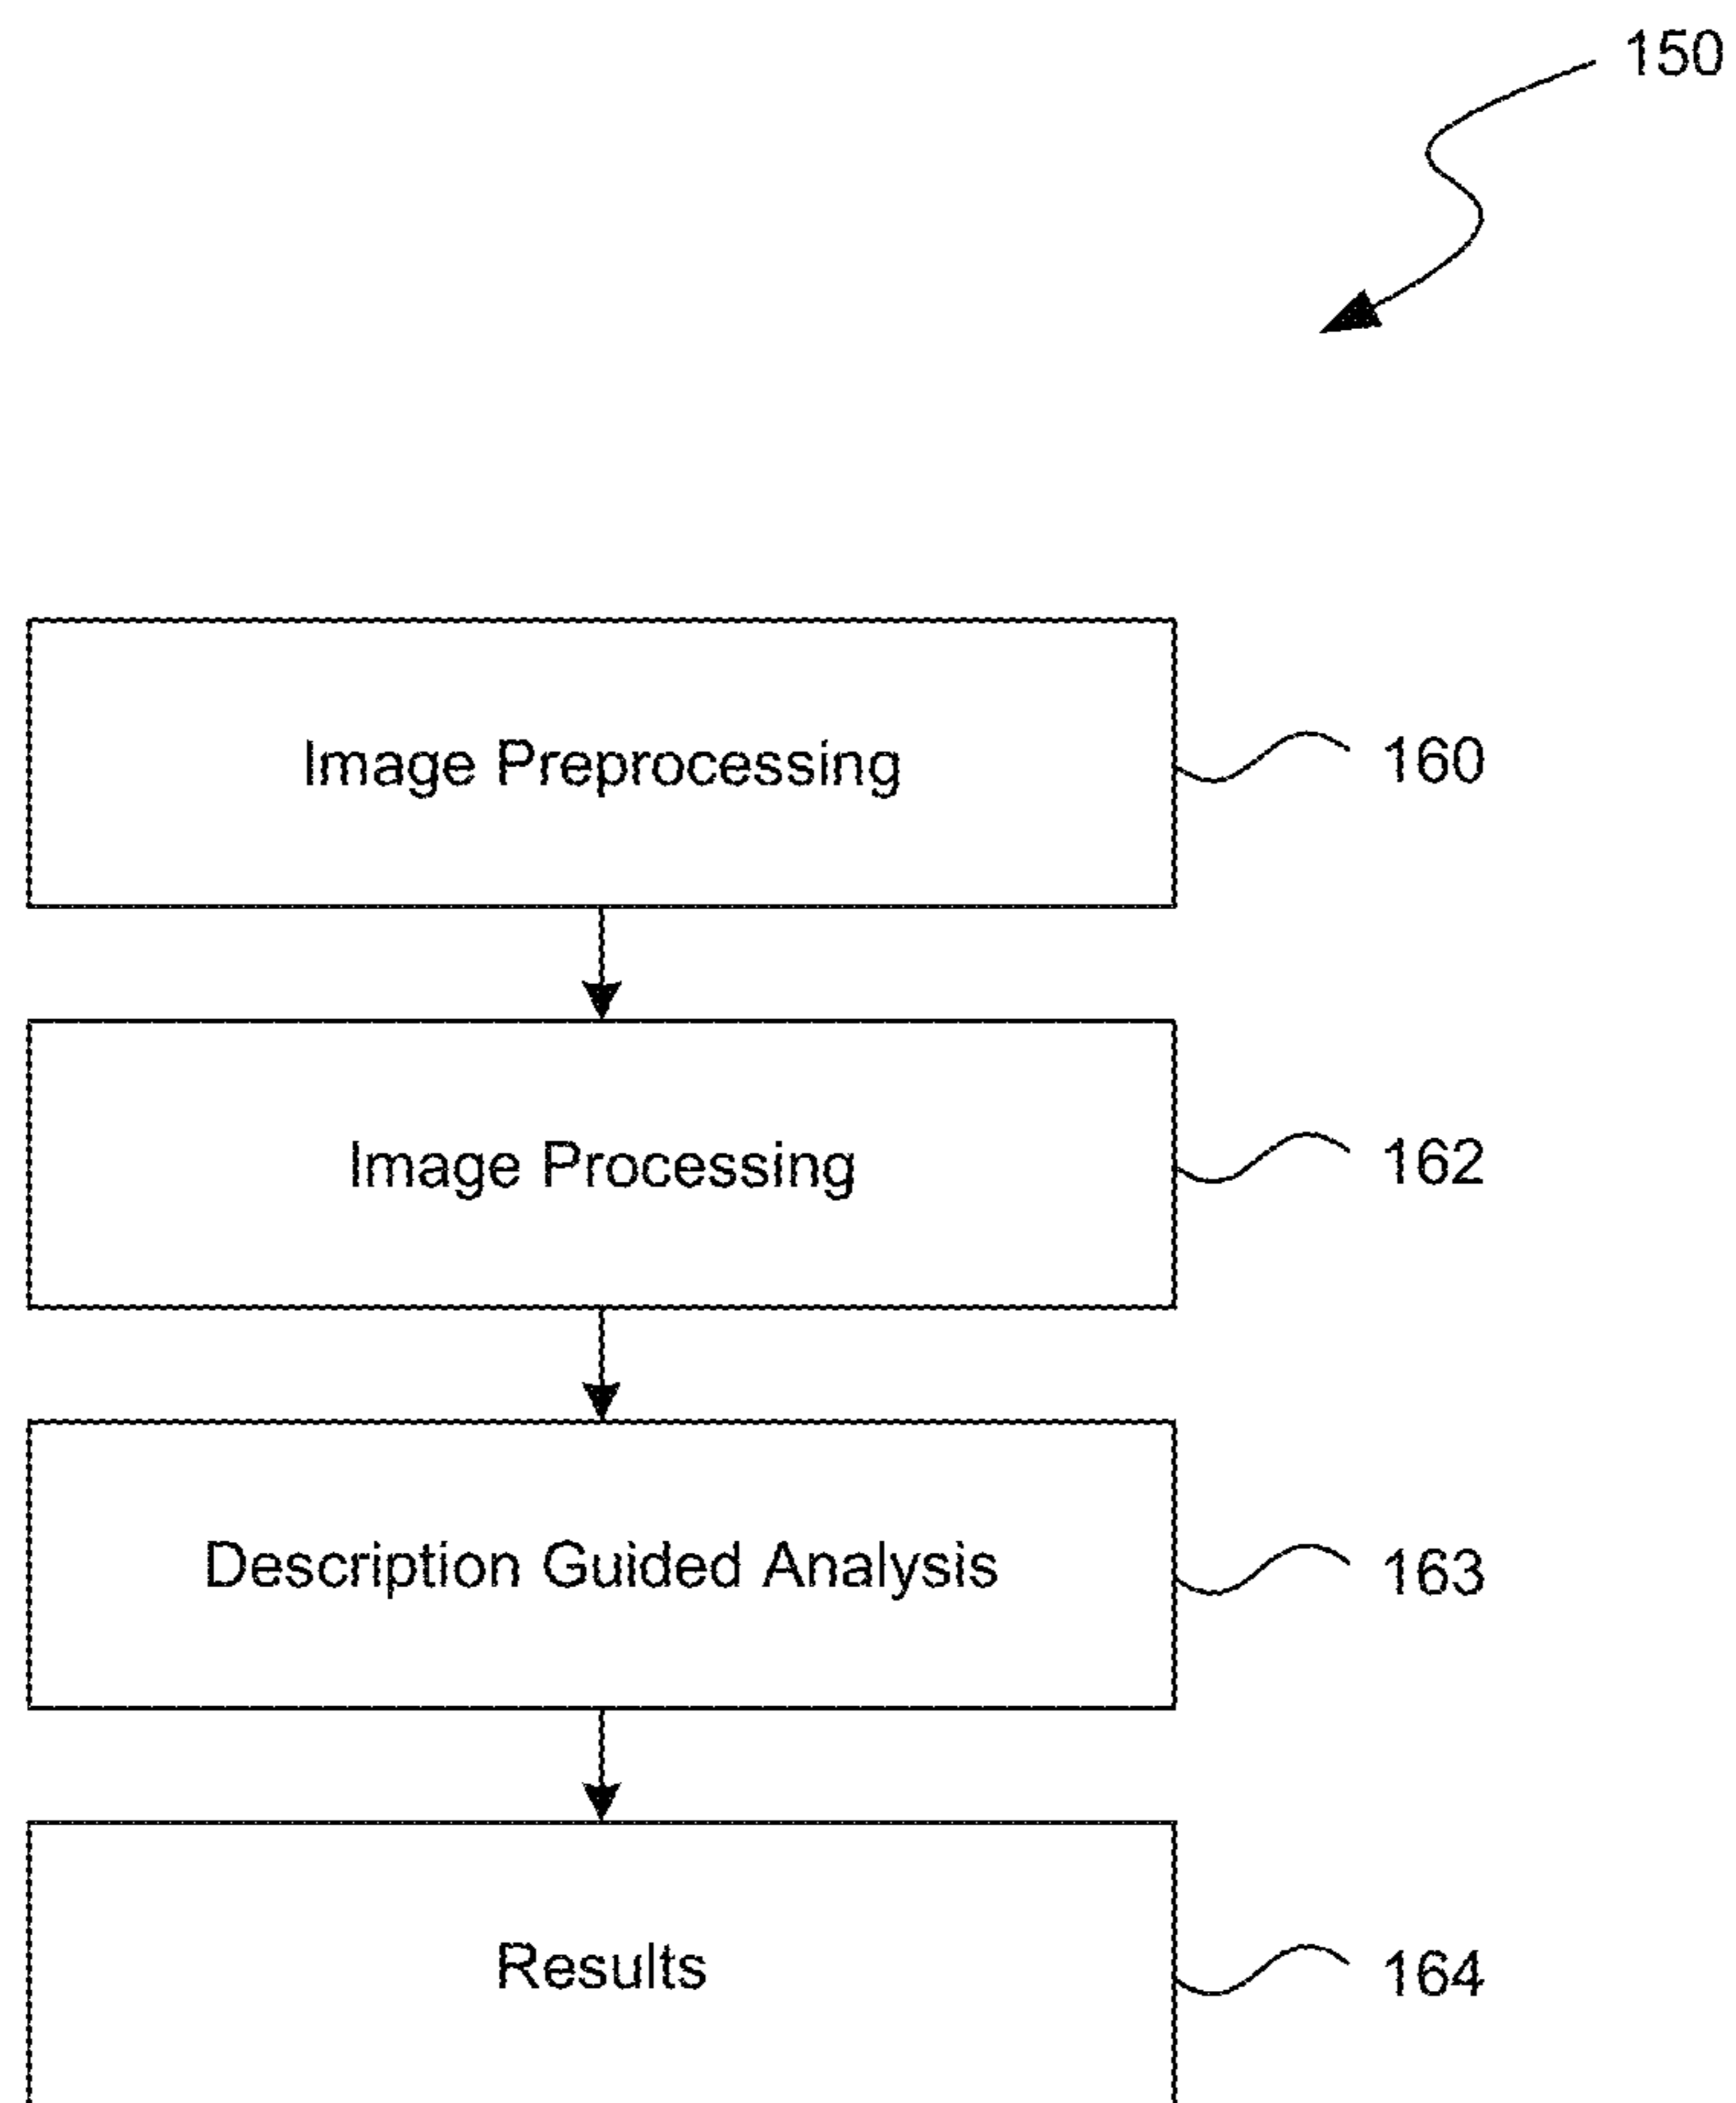 150
Image Preprocessing
160
Image Processing
162
Description Guided Analysis
163
Results
164